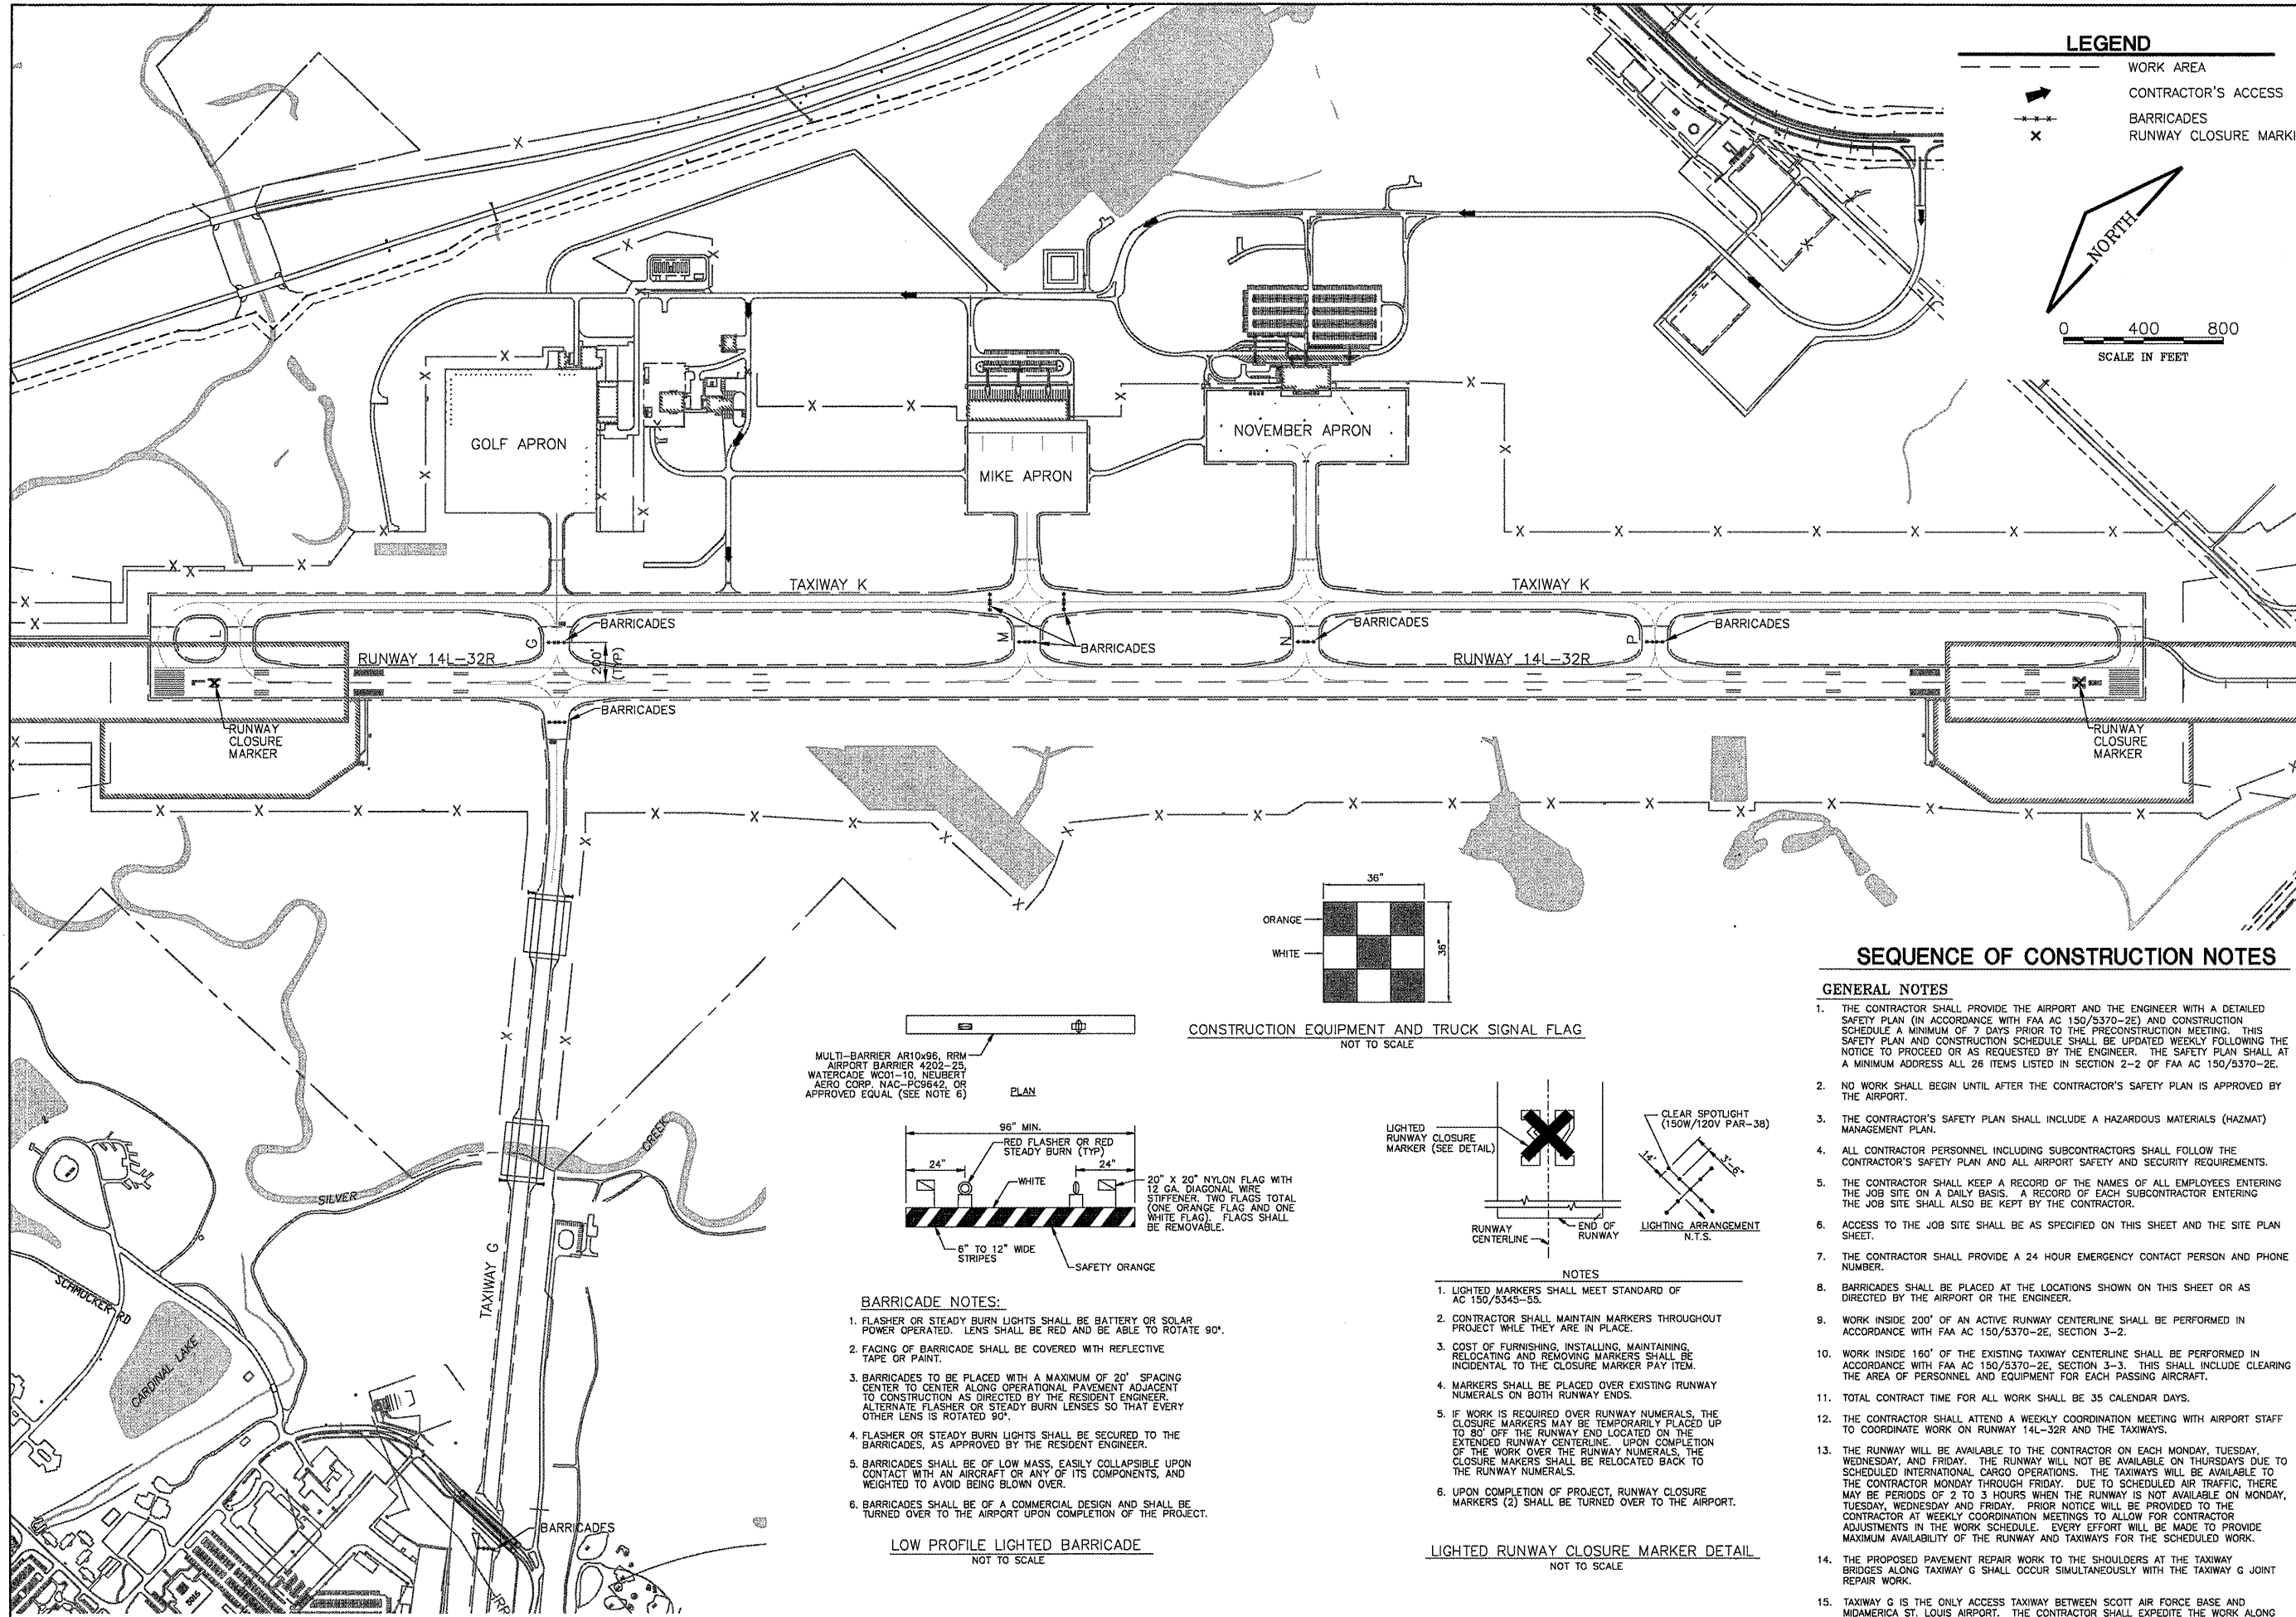 LEGEND
WORK AREA
CONTRACTOR'S ACCESS
BARRICADES
RUNWAY CLOSURE MARKI
NORTH
0 400 800
SCALE IN FEET
GOLF APRON
MIKE APRON
NOVEMBER APRON
TAXIWAY K
TAXIWAY K
L
G
M
N
P
BARRICADES
BARRICADES
BARRICADES
BARRICADES
200'
(TYP)
RUNWAY 14L-32R
RUNWAY 14L-32R
BARRICADES
RUNWAY
CLOSURE
MARKER
RUNWAY
CLOSURE
MARKER
SILVER
CREEK
TAXIWAY G
SCHMUCKER RD
CARDINAL LAKE
BARRICADES
5016
36"
36"
ORANGE
WHITE
CONSTRUCTION EQUIPMENT AND TRUCK SIGNAL FLAG
NOT TO SCALE
MULTI-BARRIER AR10x96, RRM
AIRPORT BARRIER 4202-25,
WATERCADE WC01-10, NEUBERT
AERO CORP. NAC-PC9642, OR
APPROVED EQUAL (SEE NOTE 6)
PLAN
96" MIN.
RED FLASHER OR RED
STEADY BURN (TYP)
24"
24"
WHITE
20" X 20" NYLON FLAG WITH
12 GA. DIAGONAL WIRE
STIFFENER. TWO FLAGS TOTAL
(ONE ORANGE FLAG AND ONE
WHITE FLAG). FLAGS SHALL
BE REMOVABLE.
6" TO 12" WIDE
STRIPES
SAFETY ORANGE
BARRICADE NOTES:
1. FLASHER OR STEADY BURN LIGHTS SHALL BE BATTERY OR SOLAR
POWER OPERATED. LENS SHALL BE RED AND BE ABLE TO ROTATE 90°.
2. FACING OF BARRICADE SHALL BE COVERED WITH REFLECTIVE
TAPE OR PAINT.
3. BARRICADES TO BE PLACED WITH A MAXIMUM OF 20' SPACING
CENTER TO CENTER ALONG OPERATIONAL PAVEMENT ADJACENT
TO CONSTRUCTION AS DIRECTED BY THE RESIDENT ENGINEER.
ALTERNATE FLASHER OR STEADY BURN LENSES SO THAT EVERY
OTHER LENS IS ROTATED 90°.
4. FLASHER OR STEADY BURN LIGHTS SHALL BE SECURED TO THE
BARRICADES, AS APPROVED BY THE RESIDENT ENGINEER.
5. BARRICADES SHALL BE OF LOW MASS, EASILY COLLAPSIBLE UPON
CONTACT WITH AN AIRCRAFT OR ANY OF ITS COMPONENTS, AND
WEIGHTED TO AVOID BEING BLOWN OVER.
6. BARRICADES SHALL BE OF A COMMERCIAL DESIGN AND SHALL BE
TURNED OVER TO THE AIRPORT UPON COMPLETION OF THE PROJECT.
LOW PROFILE LIGHTED BARRICADE
NOT TO SCALE
LIGHTED
RUNWAY CLOSURE
MARKER (SEE DETAIL)
RUNWAY
CENTERLINE
END OF
RUNWAY
CLEAR SPOTLIGHT
(150W/120V PAR-38)
14'
3'-6"
LIGHTING ARRANGEMENT
N.T.S.
NOTES
1. LIGHTED MARKERS SHALL MEET STANDARD OF
AC 150/5345-55.
2. CONTRACTOR SHALL MAINTAIN MARKERS THROUGHOUT
PROJECT WHILE THEY ARE IN PLACE.
3. COST OF FURNISHING, INSTALLING, MAINTAINING,
RELOCATING AND REMOVING MARKERS SHALL BE
INCIDENTAL TO THE CLOSURE MARKER PAY ITEM.
4. MARKERS SHALL BE PLACED OVER EXISTING RUNWAY
NUMERALS ON BOTH RUNWAY ENDS.
5. IF WORK IS REQUIRED OVER RUNWAY NUMERALS, THE
CLOSURE MARKERS MAY BE TEMPORARILY PLACED UP
TO 80' OFF THE RUNWAY END LOCATED ON THE
EXTENDED RUNWAY CENTERLINE. UPON COMPLETION
OF THE WORK OVER THE RUNWAY NUMERALS, THE
CLOSURE MAKERS SHALL BE RELOCATED BACK TO
THE RUNWAY NUMERALS.
6. UPON COMPLETION OF PROJECT, RUNWAY CLOSURE
MARKERS (2) SHALL BE TURNED OVER TO THE AIRPORT.
LIGHTED RUNWAY CLOSURE MARKER DETAIL
NOT TO SCALE
SEQUENCE OF CONSTRUCTION NOTES
GENERAL NOTES
1. THE CONTRACTOR SHALL PROVIDE THE AIRPORT AND THE ENGINEER WITH A DETAILED
SAFETY PLAN (IN ACCORDANCE WITH FAA AC 150/5370-2E) AND CONSTRUCTION
SCHEDULE A MINIMUM OF 7 DAYS PRIOR TO THE PRECONSTRUCTION MEETING. THIS
SAFETY PLAN AND CONSTRUCTION SCHEDULE SHALL BE UPDATED WEEKLY FOLLOWING THE
NOTICE TO PROCEED OR AS REQUESTED BY THE ENGINEER. THE SAFETY PLAN SHALL AT
A MINIMUM ADDRESS ALL 26 ITEMS LISTED IN SECTION 2-2 OF FAA AC 150/5370-2E.
2. NO WORK SHALL BEGIN UNTIL AFTER THE CONTRACTOR'S SAFETY PLAN IS APPROVED BY
THE AIRPORT.
3. THE CONTRACTOR'S SAFETY PLAN SHALL INCLUDE A HAZARDOUS MATERIALS (HAZMAT)
MANAGEMENT PLAN.
4. ALL CONTRACTOR PERSONNEL INCLUDING SUBCONTRACTORS SHALL FOLLOW THE
CONTRACTOR'S SAFETY PLAN AND ALL AIRPORT SAFETY AND SECURITY REQUIREMENTS.
5. THE CONTRACTOR SHALL KEEP A RECORD OF THE NAMES OF ALL EMPLOYEES ENTERING
THE JOB SITE ON A DAILY BASIS. A RECORD OF EACH SUBCONTRACTOR ENTERING
THE JOB SITE SHALL ALSO BE KEPT BY THE CONTRACTOR.
6. ACCESS TO THE JOB SITE SHALL BE AS SPECIFIED ON THIS SHEET AND THE SITE PLAN
SHEET.
7. THE CONTRACTOR SHALL PROVIDE A 24 HOUR EMERGENCY CONTACT PERSON AND PHONE
NUMBER.
8. BARRICADES SHALL BE PLACED AT THE LOCATIONS SHOWN ON THIS SHEET OR AS
DIRECTED BY THE AIRPORT OR THE ENGINEER.
9. WORK INSIDE 200' OF AN ACTIVE RUNWAY CENTERLINE SHALL BE PERFORMED IN
ACCORDANCE WITH FAA AC 150/5370-2E, SECTION 3-2.
10. WORK INSIDE 160' OF THE EXISTING TAXIWAY CENTERLINE SHALL BE PERFORMED IN
ACCORDANCE WITH FAA AC 150/5370-2E, SECTION 3-3. THIS SHALL INCLUDE CLEARING
THE AREA OF PERSONNEL AND EQUIPMENT FOR EACH PASSING AIRCRAFT.
11. TOTAL CONTRACT TIME FOR ALL WORK SHALL BE 35 CALENDAR DAYS.
12. THE CONTRACTOR SHALL ATTEND A WEEKLY COORDINATION MEETING WITH AIRPORT STAFF
TO COORDINATE WORK ON RUNWAY 14L-32R AND THE TAXIWAYS.
13. THE RUNWAY WILL BE AVAILABLE TO THE CONTRACTOR ON EACH MONDAY, TUESDAY,
WEDNESDAY, AND FRIDAY. THE RUNWAY WILL NOT BE AVAILABLE ON THURSDAYS DUE TO
SCHEDULED INTERNATIONAL CARGO OPERATIONS. THE TAXIWAYS WILL BE AVAILABLE TO
THE CONTRACTOR MONDAY THROUGH FRIDAY. DUE TO SCHEDULED AIR TRAFFIC, THERE
MAY BE PERIODS OF 2 TO 3 HOURS WHEN THE RUNWAY IS NOT AVAILABLE ON MONDAY,
TUESDAY, WEDNESDAY AND FRIDAY. PRIOR NOTICE WILL BE PROVIDED TO THE
CONTRACTOR AT WEEKLY COORDINATION MEETINGS TO ALLOW FOR CONTRACTOR
ADJUSTMENTS IN THE WORK SCHEDULE. EVERY EFFORT WILL BE MADE TO PROVIDE
MAXIMUM AVAILABILITY OF THE RUNWAY AND TAXIWAYS FOR THE SCHEDULED WORK.
14. THE PROPOSED PAVEMENT REPAIR WORK TO THE SHOULDERS AT THE TAXIWAY
BRIDGES ALONG TAXIWAY G SHALL OCCUR SIMULTANEOUSLY WITH THE TAXIWAY G JOINT
REPAIR WORK.
15. TAXIWAY G IS THE ONLY ACCESS TAXIWAY BETWEEN SCOTT AIR FORCE BASE AND
MIDAMERICA ST. LOUIS AIRPORT. THE CONTRACTOR SHALL EXPEDITE THE WORK ALONG